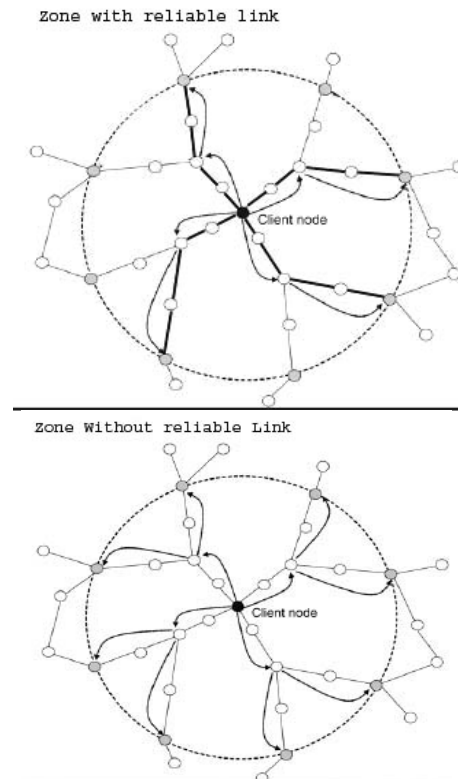 Zone with reliable link
Client node
Zone Without reliable Link
Client node